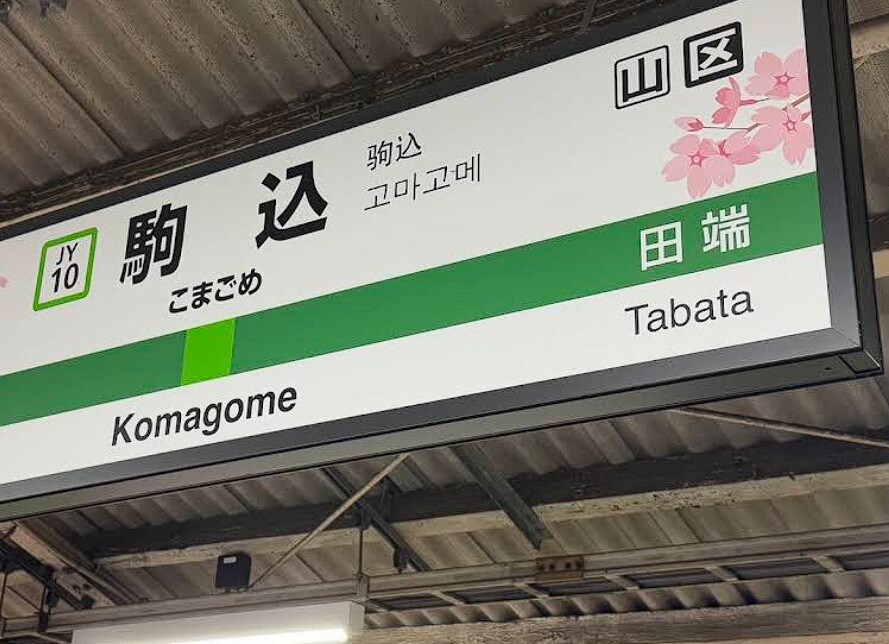 山 区
JY
10
駒込
驹込
고마고메
こまごめ
田端
Komagome
Tabata